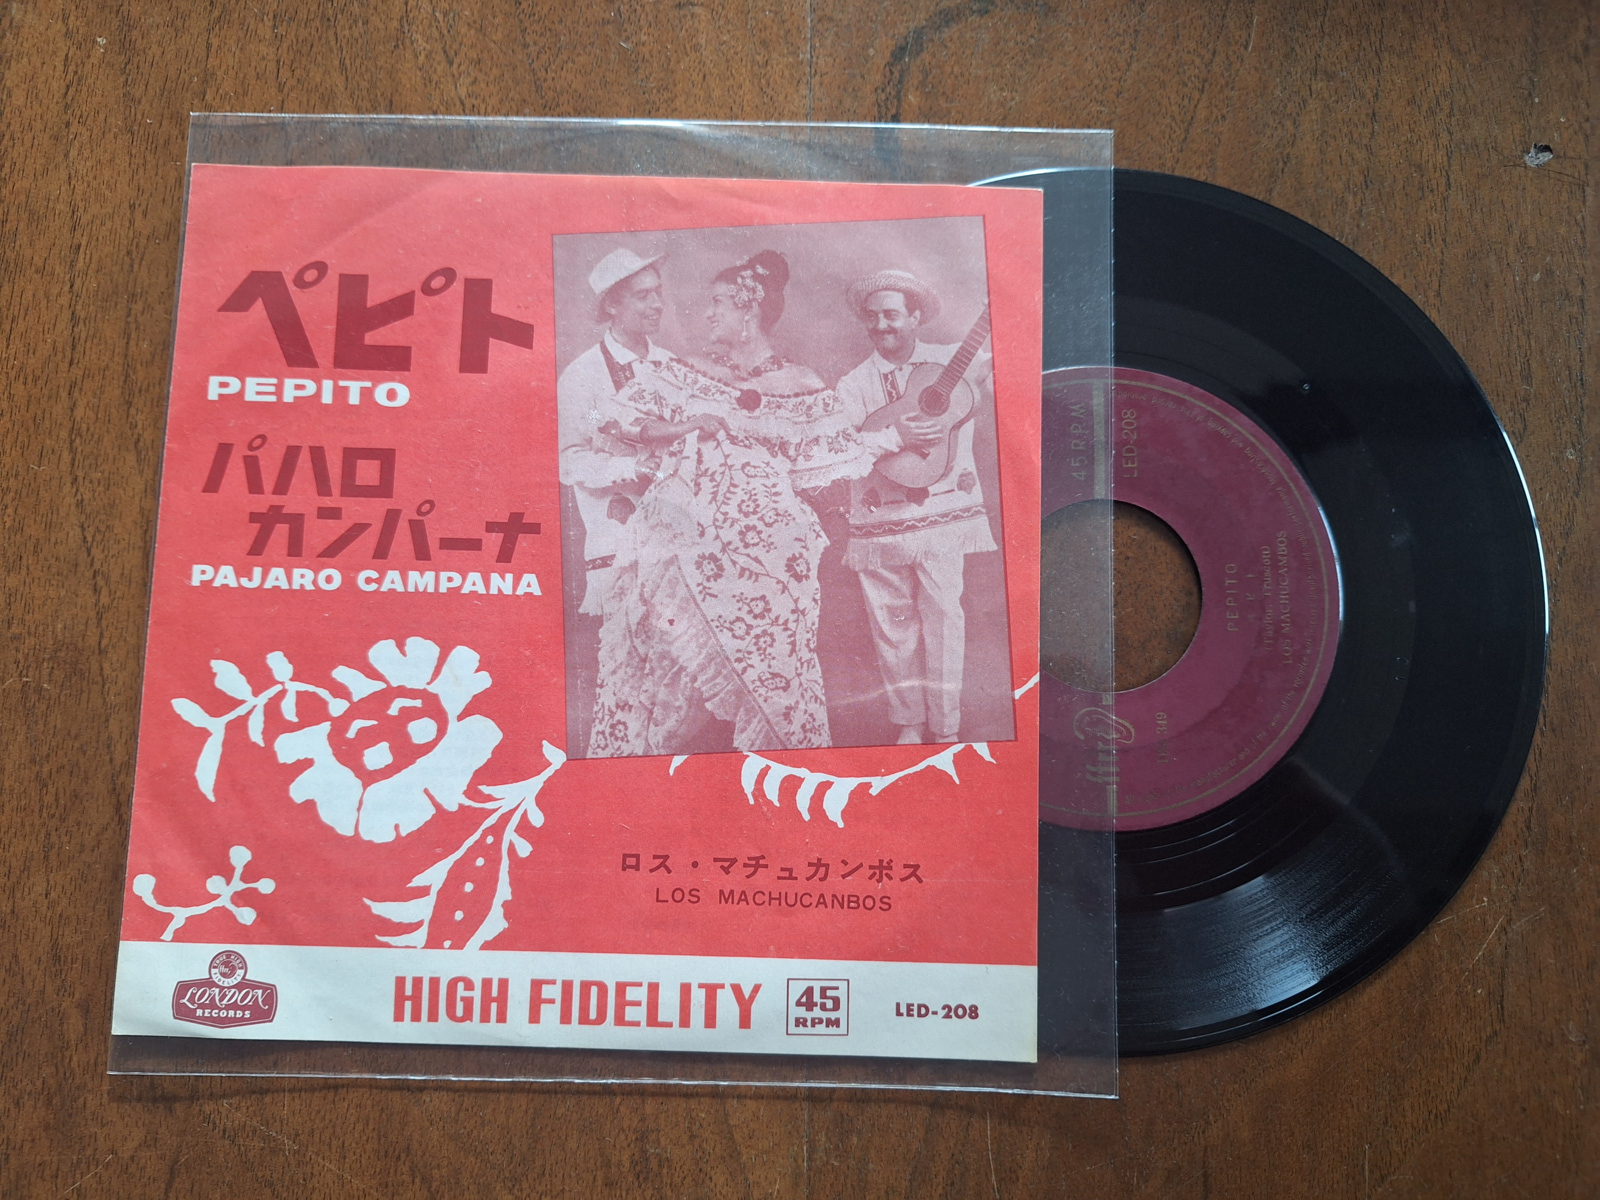 ペピト
PEPITO
パハロ
カンパーナ
PAJARO CAMPANA
ロス・マチュカンボス
LOS MACHUCANBOS
LONDON
RECORDS
HIGH FIDELITY
45
RPM
LED-208
45 R.P.M
LED-208
PEPITO
LOS MACHUCAMBOS
ffrr